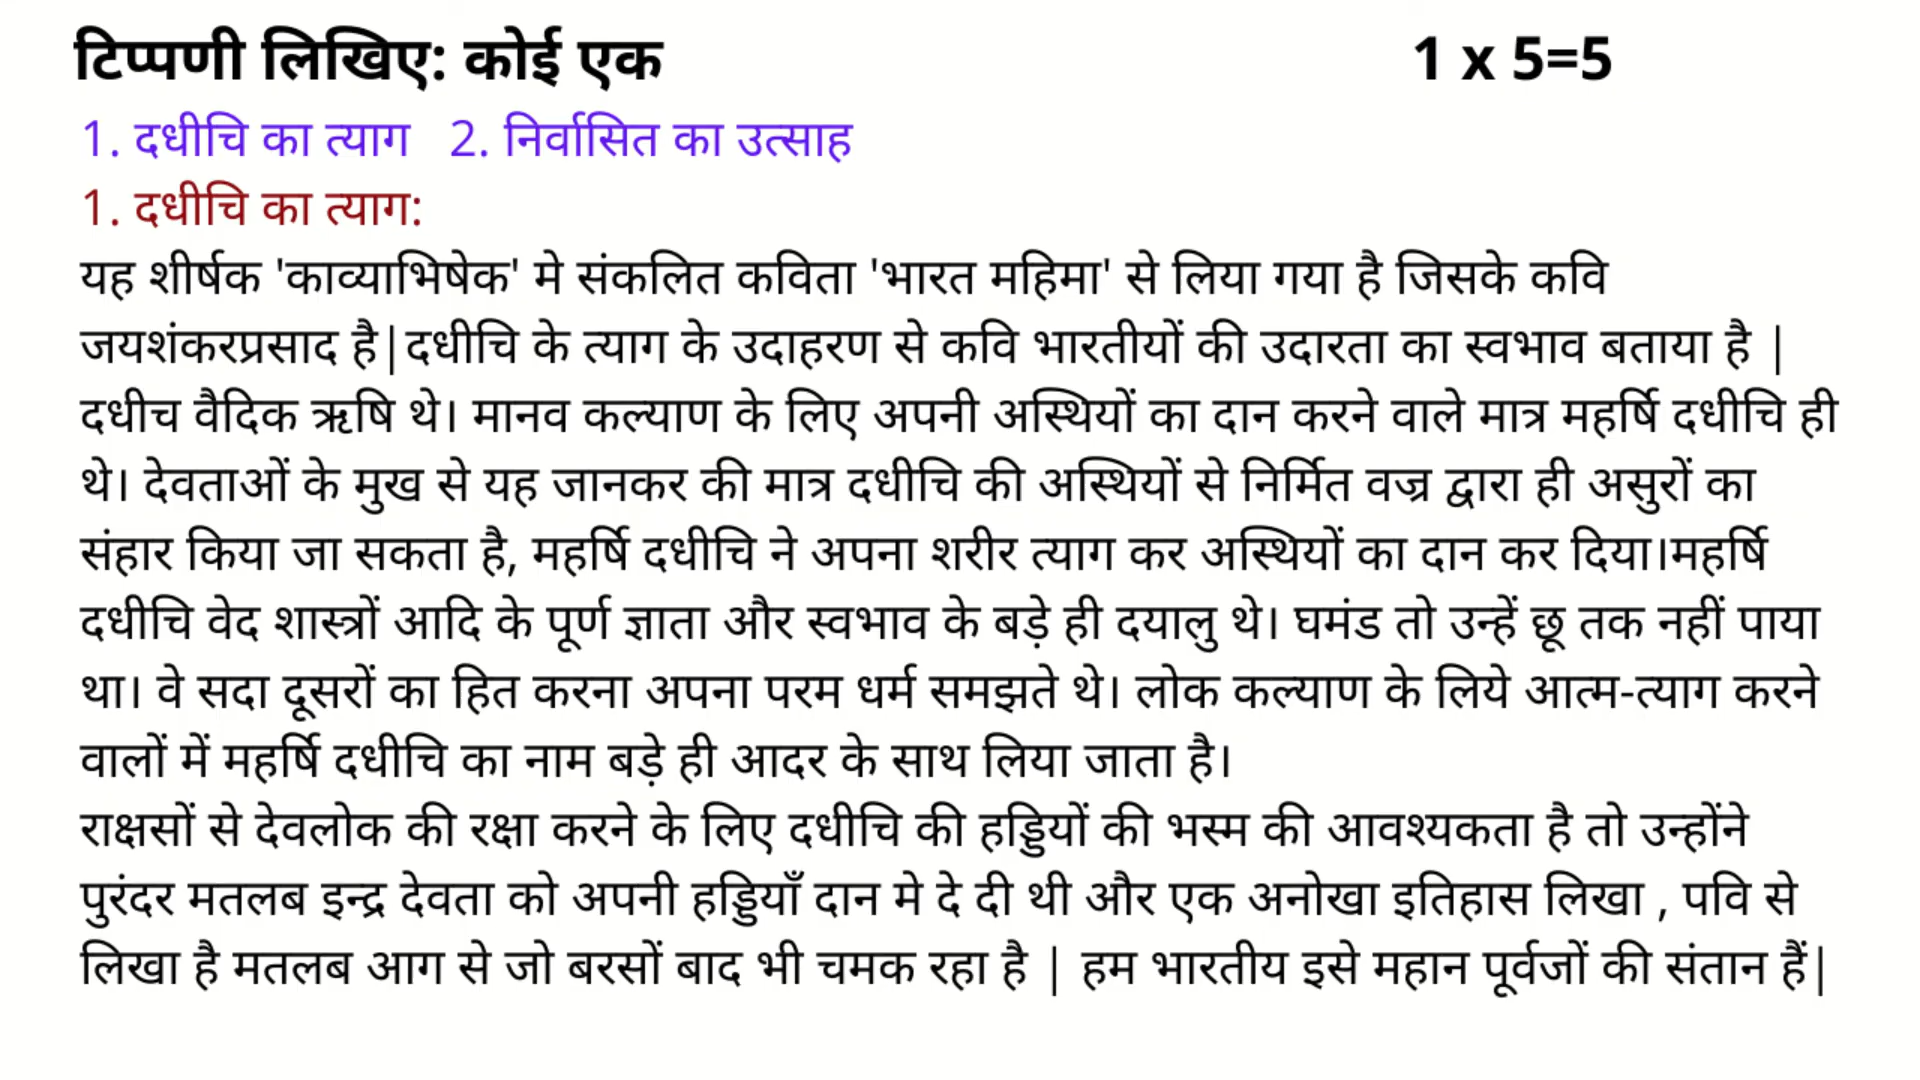 टिप्पणी लिखिए: कोई एक 1 x 5=5
1. दधीचि का त्याग 2. निर्वासित का उत्साह
1. दधीचि का त्याग:
यह शीर्षक 'काव्याभिषेक' मे संकलित कविता 'भारत महिमा' से लिया गया है जिसके कवि
जयशंकरप्रसाद है|दधीचि के त्याग के उदाहरण से कवि भारतीयों की उदारता का स्वभाव बताया है |
दधीच वैदिक ऋषि थे। मानव कल्याण के लिए अपनी अस्थियों का दान करने वाले मात्र महर्षि दधीचि ही
थे। देवताओं के मुख से यह जानकर की मात्र दधीचि की अस्थियों से निर्मित वज्र द्वारा ही असुरों का
संहार किया जा सकता है, महर्षि दधीचि ने अपना शरीर त्याग कर अस्थियों का दान कर दिया।महर्षि
दधीचि वेद शास्त्रों आदि के पूर्ण ज्ञाता और स्वभाव के बड़े ही दयालु थे। घमंड तो उन्हें छू तक नहीं पाया
था। वे सदा दूसरों का हित करना अपना परम धर्म समझते थे। लोक कल्याण के लिये आत्म-त्याग करने
वालों में महर्षि दधीचि का नाम बड़े ही आदर के साथ लिया जाता है।
राक्षसों से देवलोक की रक्षा करने के लिए दधीचि की हड्डियों की भस्म की आवश्यकता है तो उन्होंने
पुरंदर मतलब इन्द्र देवता को अपनी हड्डियाँ दान मे दे दी थी और एक अनोखा इतिहास लिखा , पवि से
लिखा है मतलब आग से जो बरसों बाद भी चमक रहा है | हम भारतीय इसे महान पूर्वजों की संतान हैं|